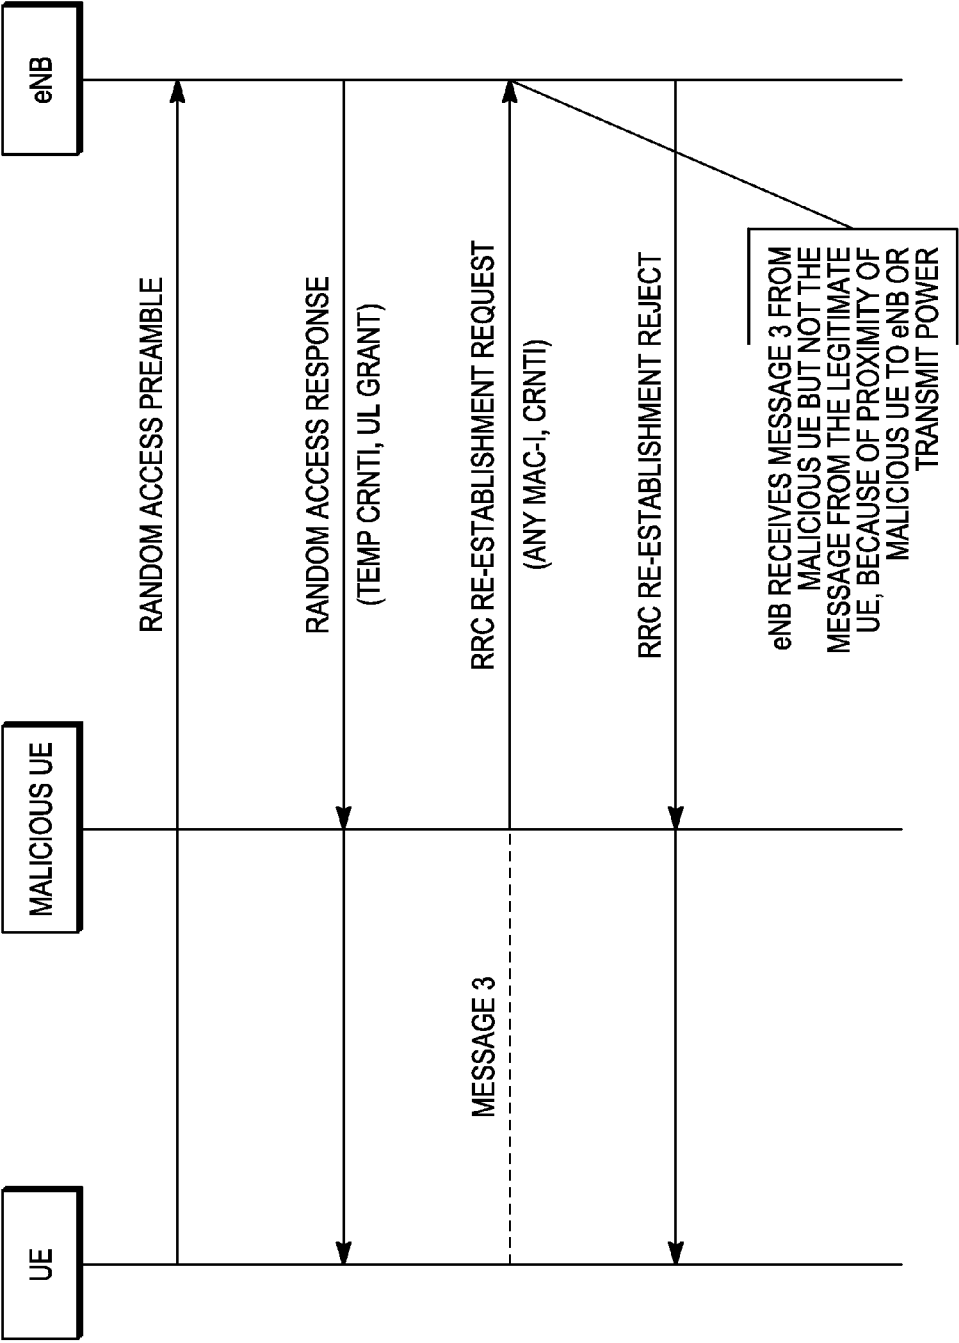 UE
MALICIOUS UE
eNB
RANDOM ACCESS PREAMBLE
RANDOM ACCESS RESPONSE
(TEMP CRNTI, UL GRANT)
MESSAGE 3
RRC RE-ESTABLISHMENT REQUEST
(ANY MAC-I, CRNTI)
RRC RE-ESTABLISHMENT REJECT
eNB RECEIVES MESSAGE 3 FROM
MALICIOUS UE BUT NOT THE
MESSAGE FROM THE LEGITIMATE
UE, BECAUSE OF PROXIMITY OF
MALICIOUS UE TO eNB OR
TRANSMIT POWER